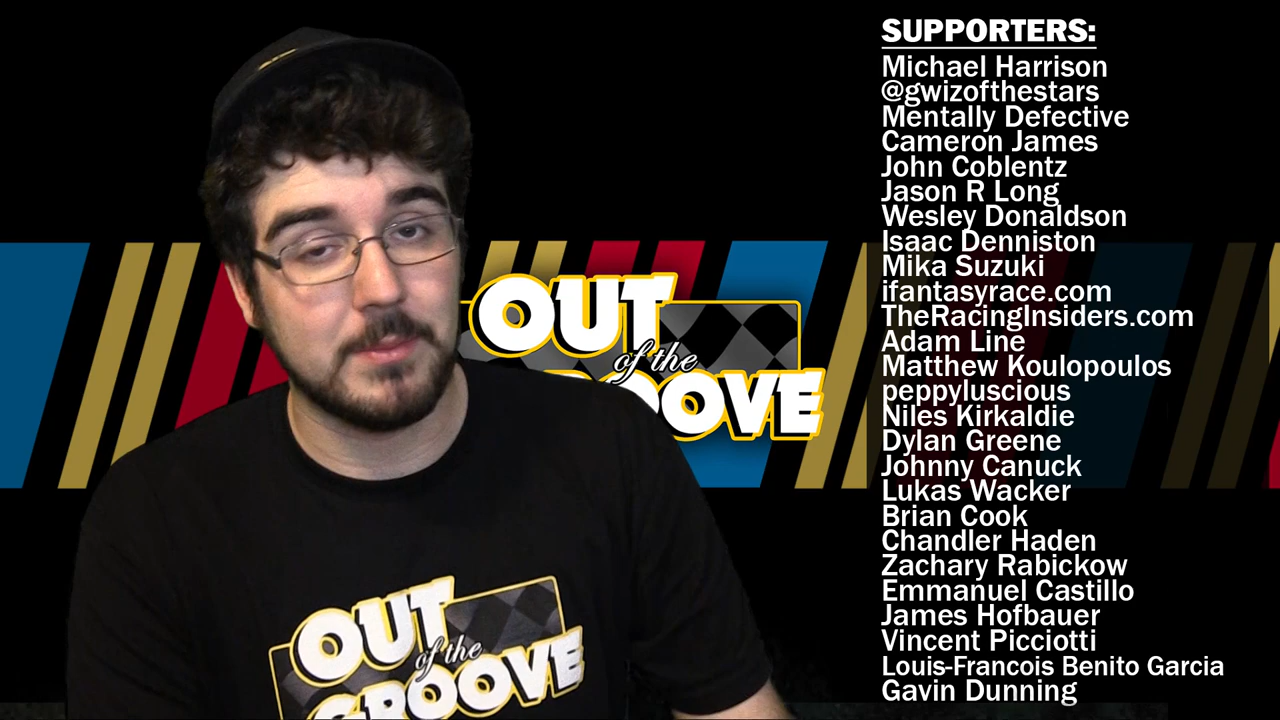 SUPPORTERS:
Michael Harrison
@gwizofthestars
Mentally Defective
Cameron James
John Coblentz
Jason R Long
Wesley Donaldson
Isaac Denniston
Mika Suzuki
ifantasyrace.com
TheRacingInsiders.com
Adam Line
Matthew Koulopoulos
peppyluscious
Niles Kirkaldie
Dylan Greene
Johnny Canuck
Lukas Wacker
Brian Cook
Chandler Haden
Zachary Rabickow
Emmanuel Castillo
James Hofbauer
Vincent Picciotti
Louis-Francois Benito Garcia
Gavin Dunning
OUT
of the
GROOVE
OUT
of the
GROOVE